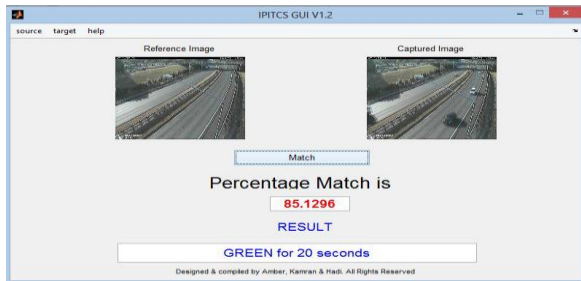 IPITCS GUI V1.2
source target help
Reference Image Captured Image
Match
Percentage Match is
85.1296
RESULT
GREEN for 20 seconds
Designed & compiled by Amber, Kamran & Hadi. All Rights Reserved